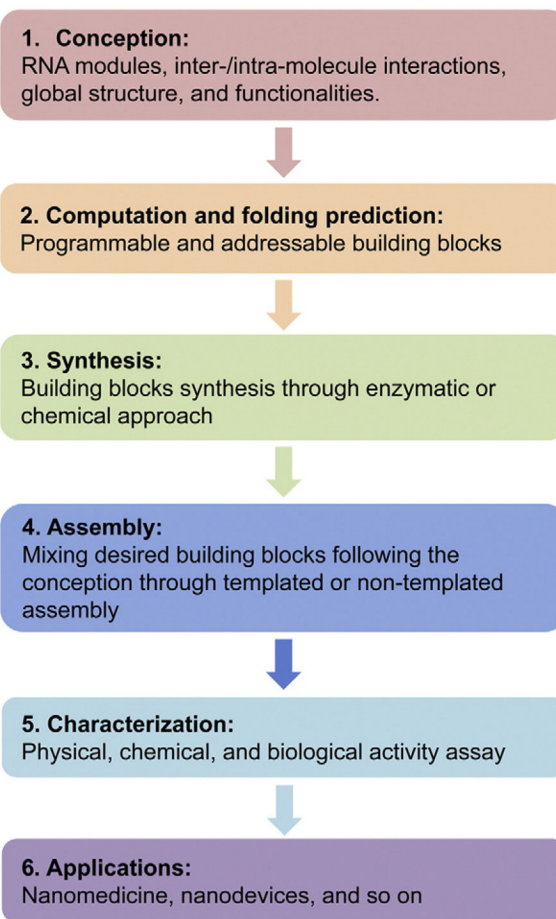 1. Conception:
RNA modules, inter-/intra-molecule interactions,
global structure, and functionalities.
2. Computation and folding prediction:
Programmable and addressable building blocks
3. Synthesis:
Building blocks synthesis through enzymatic or
chemical approach
4. Assembly:
Mixing desired building blocks following the
conception through templated or non-templated
assembly
5. Characterization:
Physical, chemical, and biological activity assay
6. Applications:
Nanomedicine, nanodevices, and so on